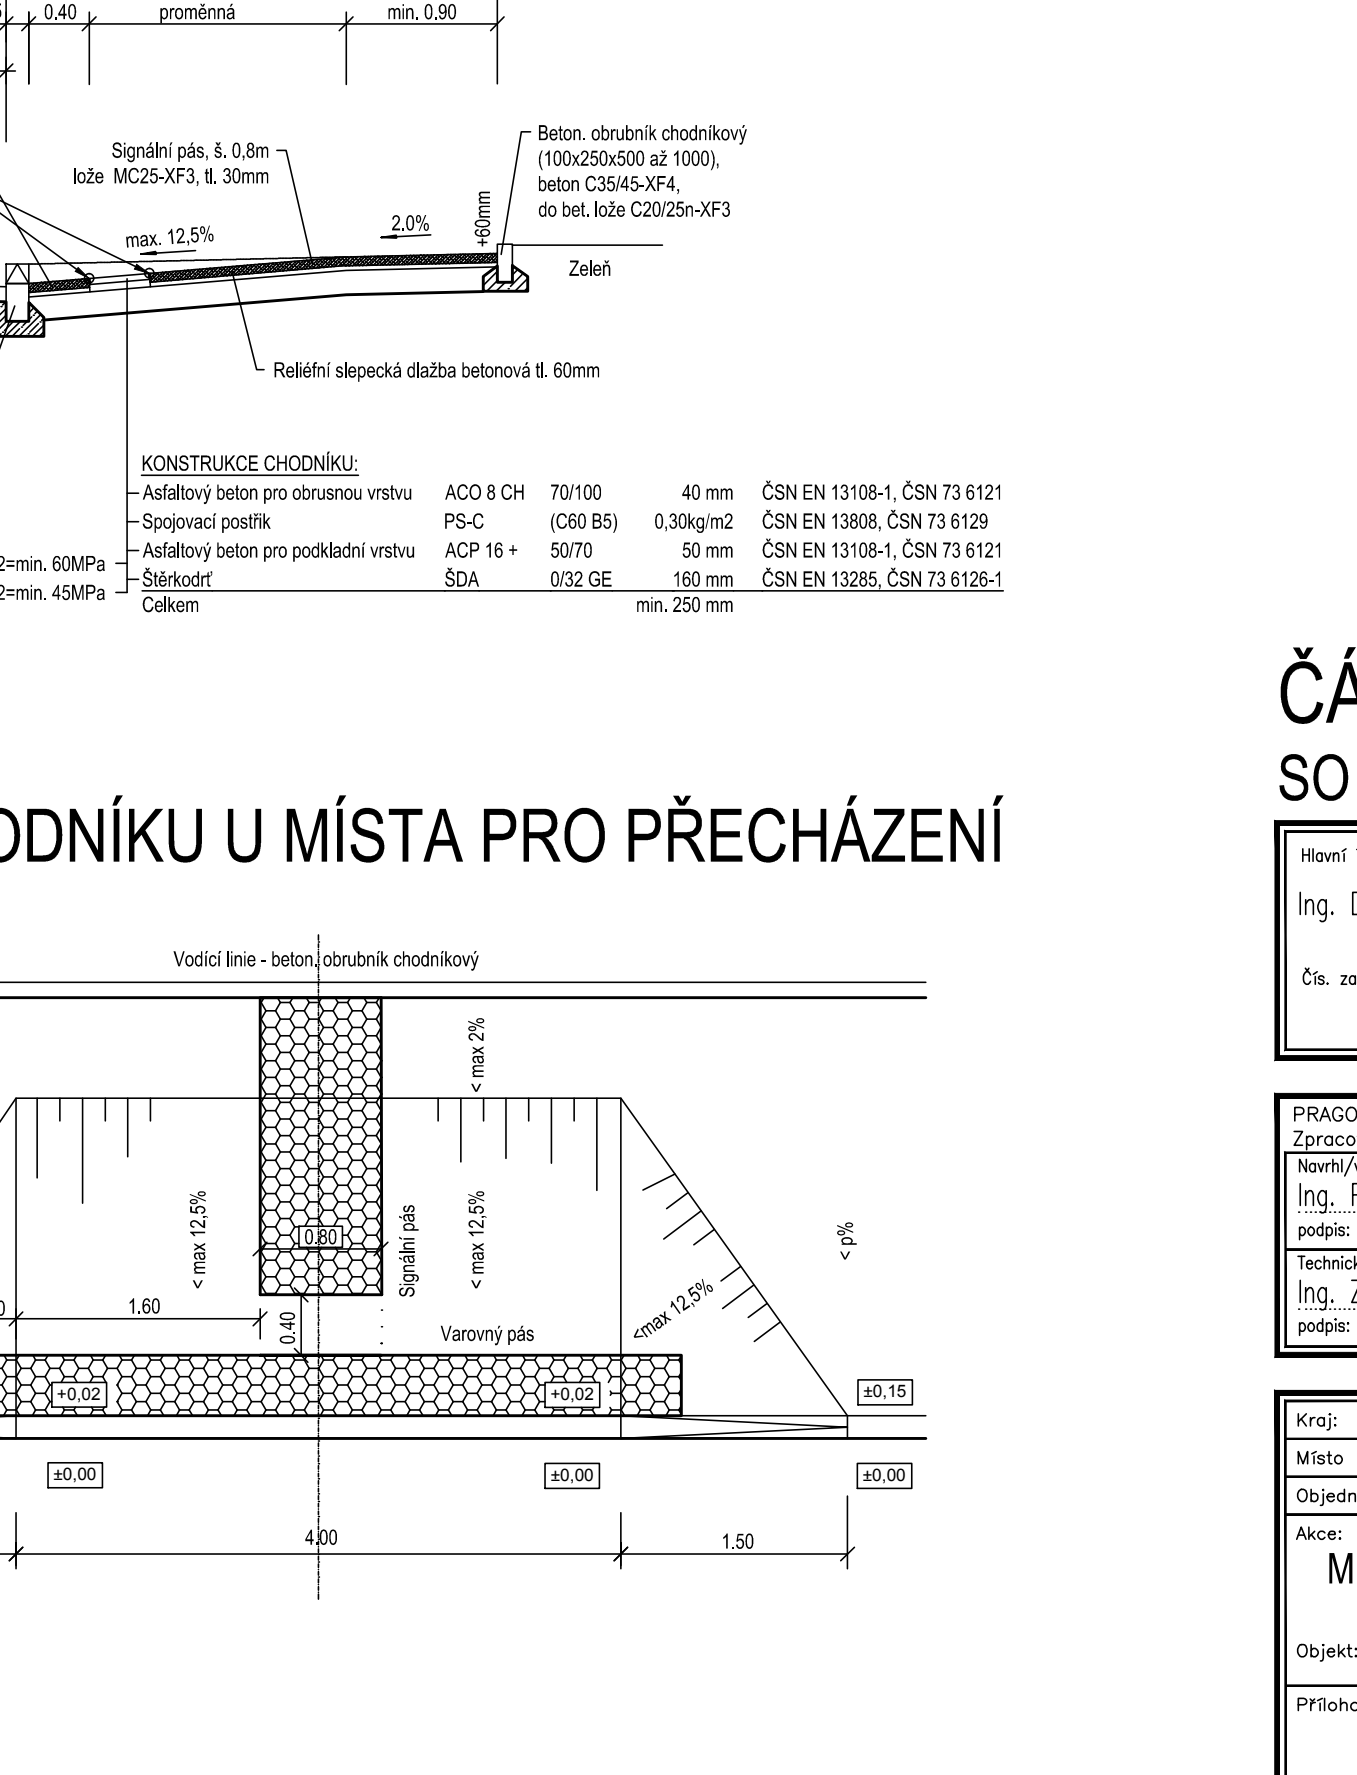 0.40 proměnná min. 0.90
Signální pás, š. 0,8m
lože MC25-XF3, tl. 30mm
Beton. obrubník chodníkový
(100x250x500 až 1000),
beton C35/45-XF4,
do bet. lože C20/25n-XF3
+60mm
max. 12,5%
2.0%
Zeleň
Reliéfní slepecká dlažba betonová tl. 60mm
KONSTRUKCE CHODNÍKU:
Asfaltový beton pro obrusnou vrstvu ACO 8 CH 70/100 40 mm ČSN EN 13108-1, ČSN 73 6121
Spojovací postřik PS-C (C60 B5) 0,30kg/m2 ČSN EN 13808, ČSN 73 6129
Asfaltový beton pro podkladní vrstvu ACP 16 + 50/70 50 mm ČSN EN 13108-1, ČSN 73 6121
2=min. 60MPa
Štěrkodrť ŠDA 0/32 GE 160 mm ČSN EN 13285, ČSN 73 6126-1
2=min. 45MPa
Celkem min. 250 mm
ČÁ
SO
ODNÍKU U MÍSTA PRO PŘECHÁZENÍ
Hlavní
Ing.
Čís. za
Vodící linie - beton. obrubník chodníkový
< max 2%
< max 12,5%
0.80
Signální pás
< max 12,5%
< p%
<max 12,5%
1.60
0.40
Varovný pás
+0,02
+0,02
±0,15
±0,00
±0,00
±0,00
4.00
1.50
PRAGO
Zpraco
Navrhl/v
Ing.
podpis:
Technick
Ing. Z
podpis:
Kraj:
Místo
Objedn
Akce:
M
Objekt:
Příloha